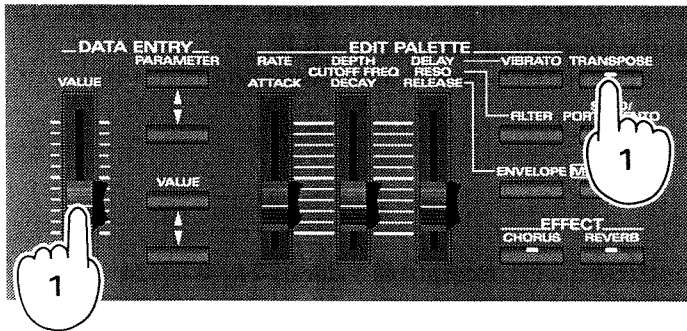 DATA ENTRY
PARAMETER
VALUE
VALUE
EDIT PALETTE
RATE DEPTH DELAY
CUTOFF FREQ RESO
ATTACK DECAY RELEASE
VIBRATO TRANSPOSE
FILTER
ENVELOPE
EFFECT
CHORUS REVERB
1
1